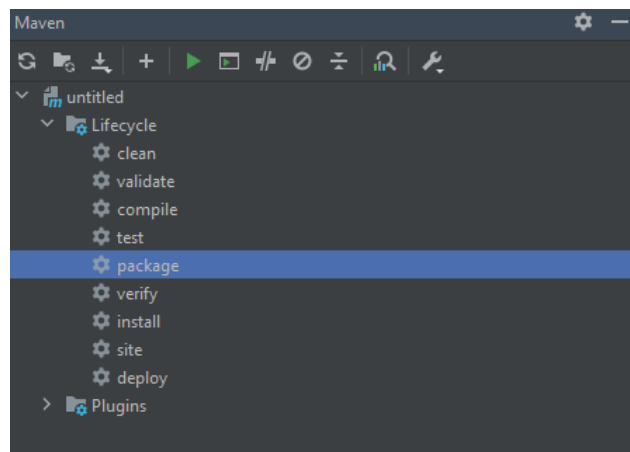 Maven
untitled
Lifecycle
clean
validate
compile
test
package
verify
install
site
deploy
Plugins